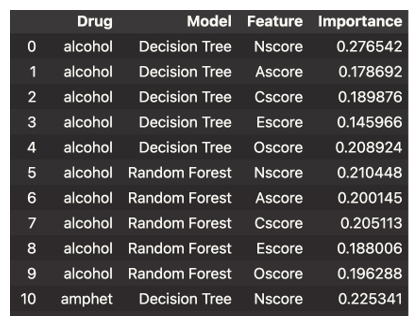 Drug Model Feature Importance
0 alcohol Decision Tree Nscore 0.276542
1 alcohol Decision Tree Ascore 0.178692
2 alcohol Decision Tree Cscore 0.189876
3 alcohol Decision Tree Escore 0.145966
4 alcohol Decision Tree Oscore 0.208924
5 alcohol Random Forest Nscore 0.210448
6 alcohol Random Forest Ascore 0.200145
7 alcohol Random Forest Cscore 0.205113
8 alcohol Random Forest Escore 0.188006
9 alcohol Random Forest Oscore 0.196288
10 amphet Decision Tree Nscore 0.225341